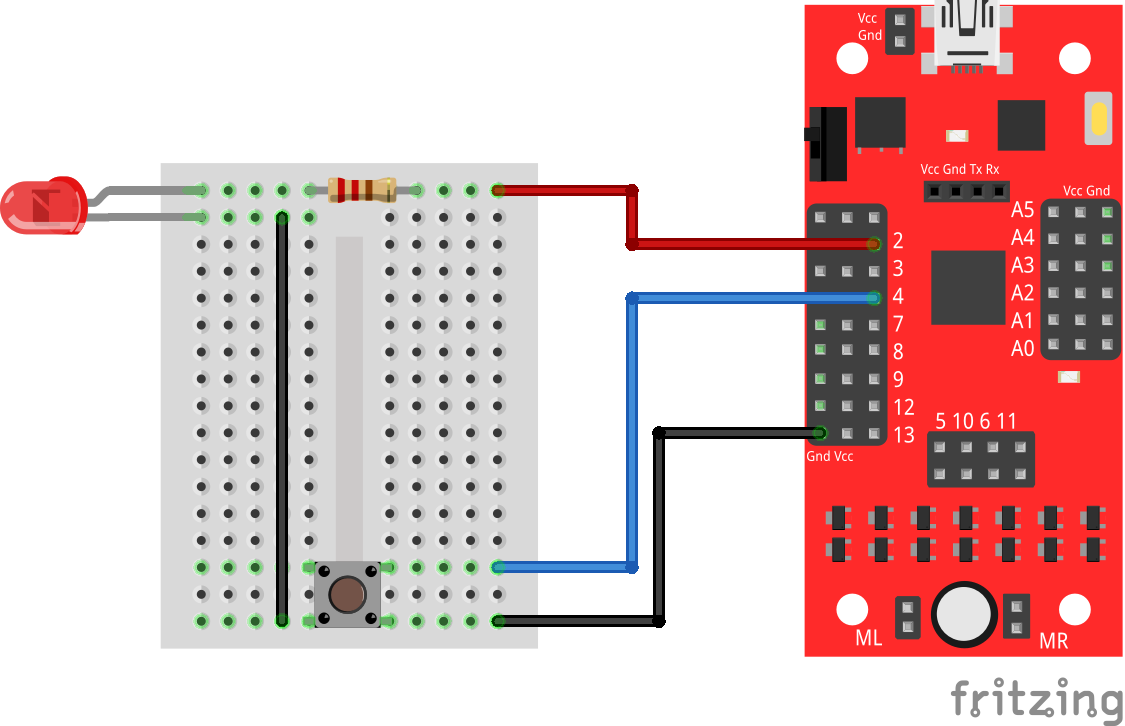 Vcc
Gnd
Vcc Gnd Tx Rx
Vcc Gnd
A5
A4
A3
A2
A1
A0
2
3
4
7
8
9
12
13
Gnd Vcc
5 10 6 11
ML
MR
fritzing